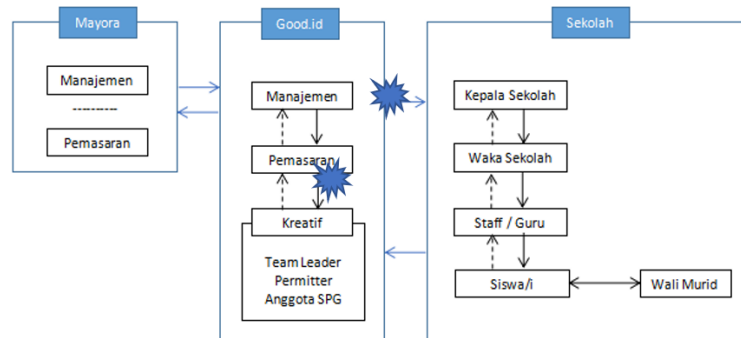 Mayora
Manajemen
----------
Pemasaran
Good.id
Manajemen
Pemasaran
Kreatif
Team Leader
Permitter
Anggota SPG
Sekolah
Kepala Sekolah
Waka Sekolah
Staff / Guru
Siswa/i
Wali Murid